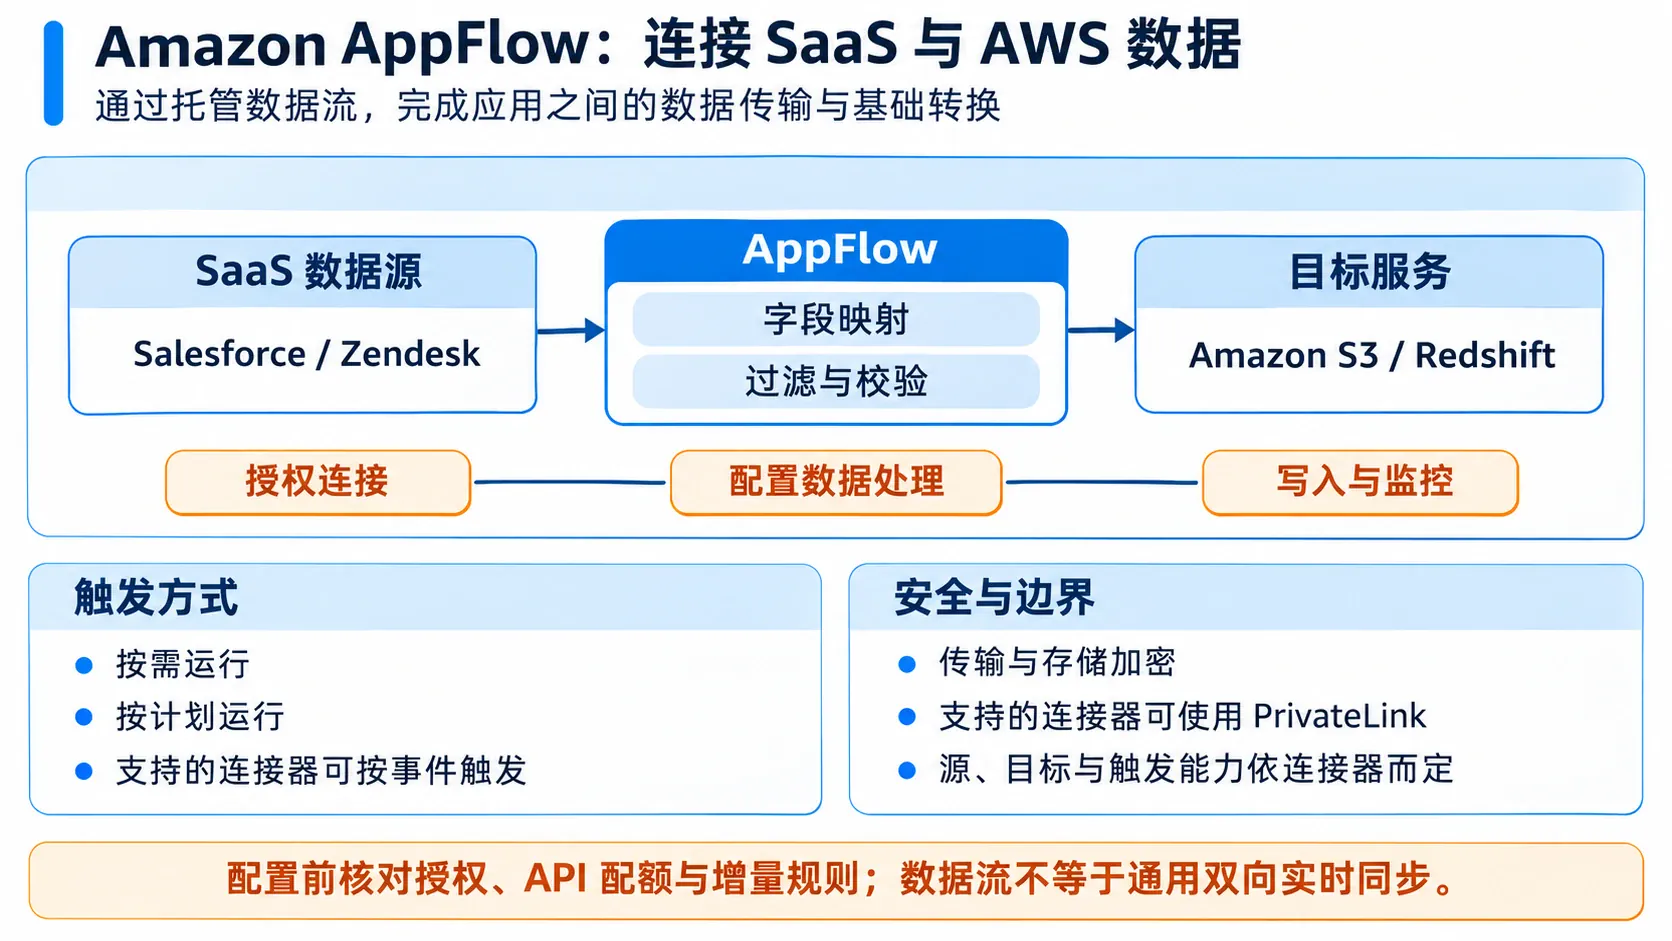 Amazon AppFlow：连接 SaaS 与 AWS 数据
通过托管数据流，完成应用之间的数据传输与基础转换
SaaS 数据源
Salesforce / Zendesk
AppFlow
字段映射
过滤与校验
目标服务
Amazon S3 / Redshift
授权连接
配置数据处理
写入与监控
触发方式
按需运行
按计划运行
支持的连接器可按事件触发
安全与边界
传输与存储加密
支持的连接器可使用 PrivateLink
源、目标与触发能力依连接器而定
配置前核对授权、API 配额与增量规则；数据流不等于通用双向实时同步。